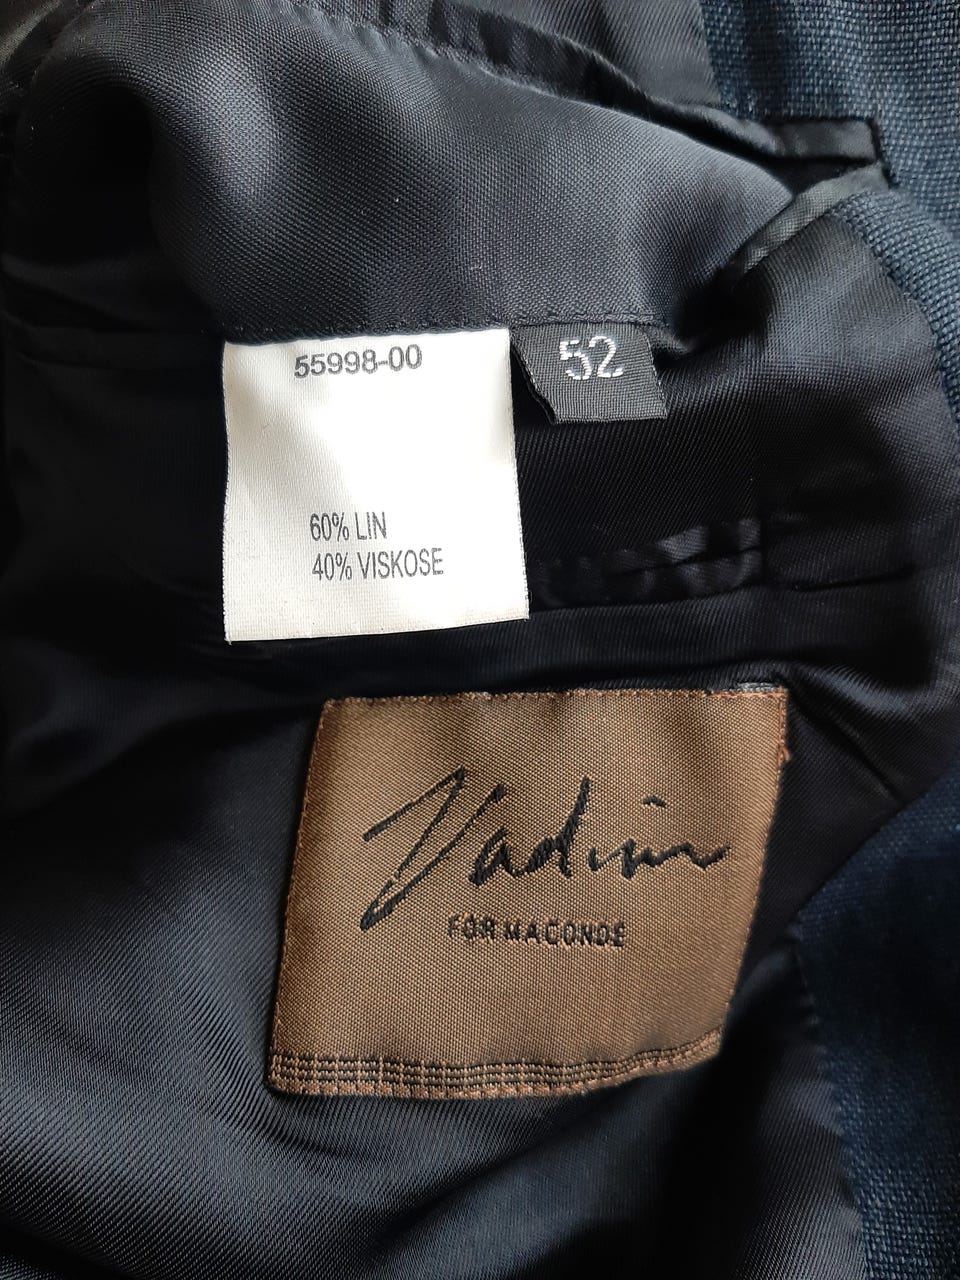 55998-00
52
60% LIN
40% VISKOSE
Vadim
FOR MACONDE